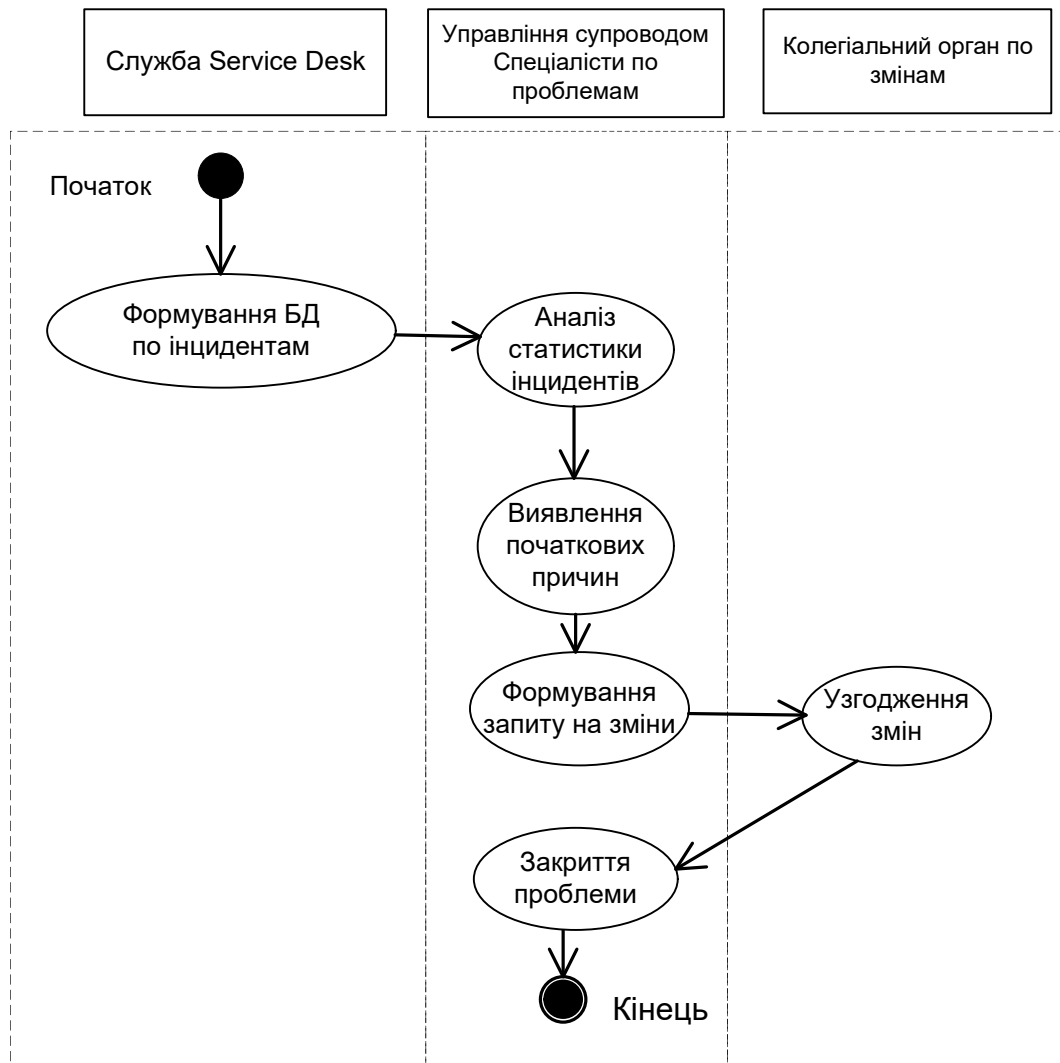 Служба Service Desk
Управління супроводом
Спеціалісти по
проблемам
Колегіальний орган по
змінам
Початок
Формування БД
по інцидентам
Аналіз
статистики
інцидентів
Виявлення
початкових
причин
Формування
запиту на зміни
Узгодження
змін
Закриття
проблеми
Кінець